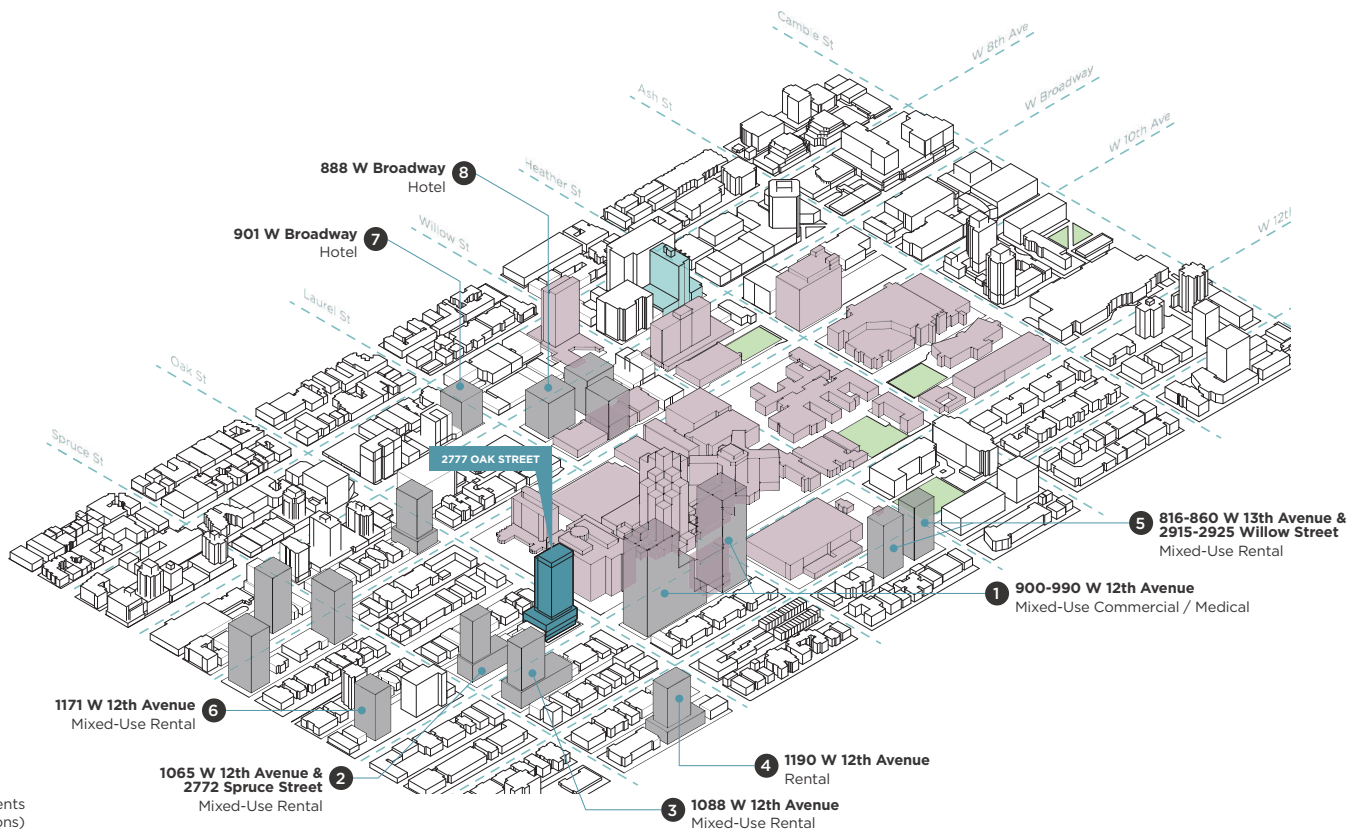 Cambie St
W 8th Ave
W Broadway
Ash St
W 10th Ave
888 W Broadway
Hotel
8
Heather St
901 W Broadway
Hotel
7
Willow St
W 12th
Laurel St
Oak St
Spruce St
2777 OAK STREET
5
816-860 W 13th Avenue &
2915-2925 Willow Street
Mixed-Use Rental
1
900-990 W 12th Avenue
Mixed-Use Commercial / Medical
1171 W 12th Avenue
Mixed-Use Rental
6
1065 W 12th Avenue &
2772 Spruce Street
Mixed-Use Rental
2
4
1190 W 12th Avenue
Rental
3
1088 W 12th Avenue
Mixed-Use Rental
ents
ons)